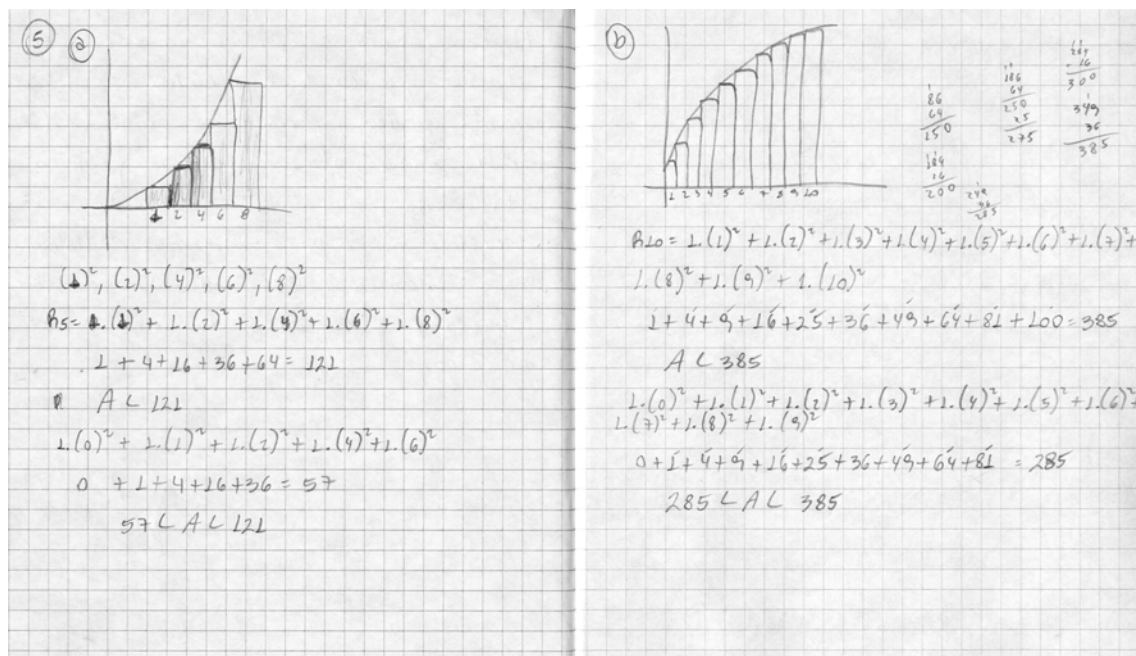 5 a
1 2 4 6 8
(1)², (2)², (4)², (6)², (8)²
R5 = 1.(1)² + 1.(2)² + 1.(4)² + 1.(6)² + 1.(8)²
1 + 4 + 16 + 36 + 64 = 121
A < 121
1.(0)² + 1.(1)² + 1.(2)² + 1.(4)² + 1.(6)²
0 + 1 + 4 + 16 + 36 = 57
57 < A < 121
b
1 2 3 4 5 6 7 8 9 10
86
64
150
186
64
250
25
275
284
16
300
349
36
385
184
16
200
249
36
285
R10 = 1.(1)² + 1.(2)² + 1.(3)² + 1.(4)² + 1.(5)² + 1.(6)² + 1.(7)² +
1.(8)² + 1.(9)² + 1.(10)²
1 + 4 + 9 + 16 + 25 + 36 + 49 + 64 + 81 + 100 = 385
A < 385
1.(0)² + 1.(1)² + 1.(2)² + 1.(3)² + 1.(4)² + 1.(5)² + 1.(6)² +
1.(7)² + 1.(8)² + 1.(9)²
0 + 1 + 4 + 9 + 16 + 25 + 36 + 49 + 64 + 81 = 285
285 < A < 385